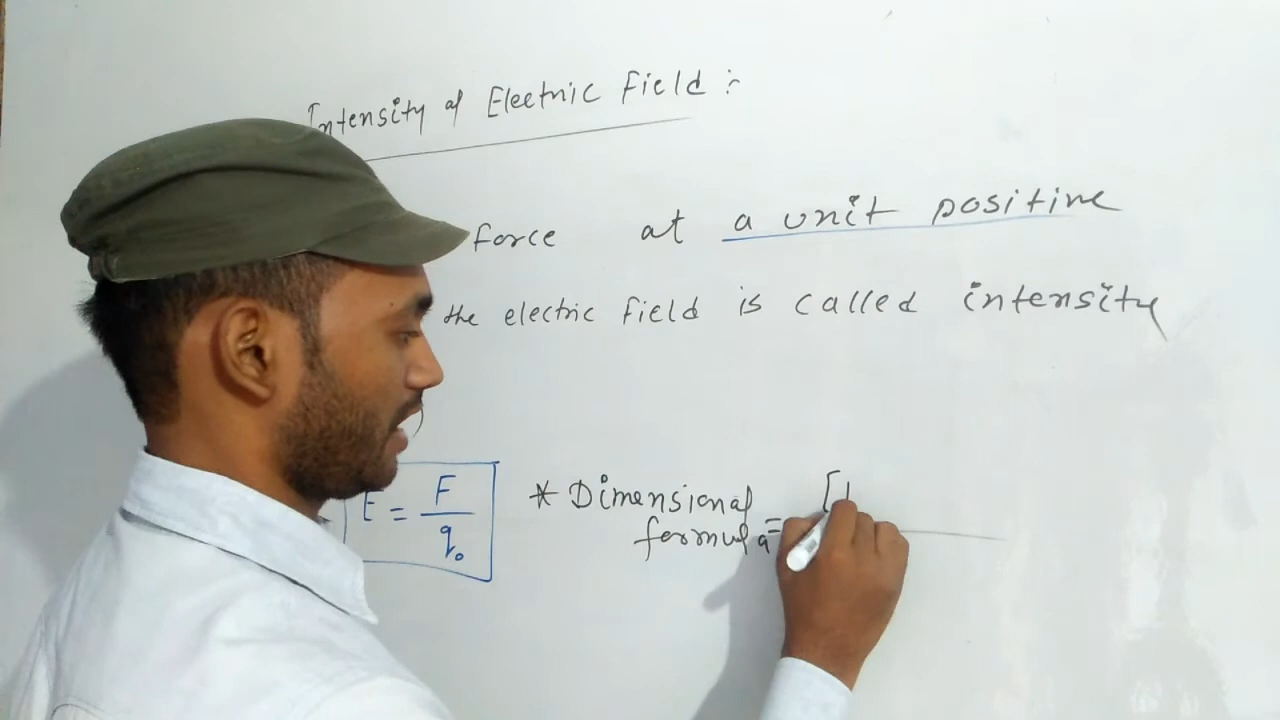 Intensity of Electric Field :-
force at a unit positive
the electric field is called intensity
E = F / q₀
* Dimensional
formula =
[